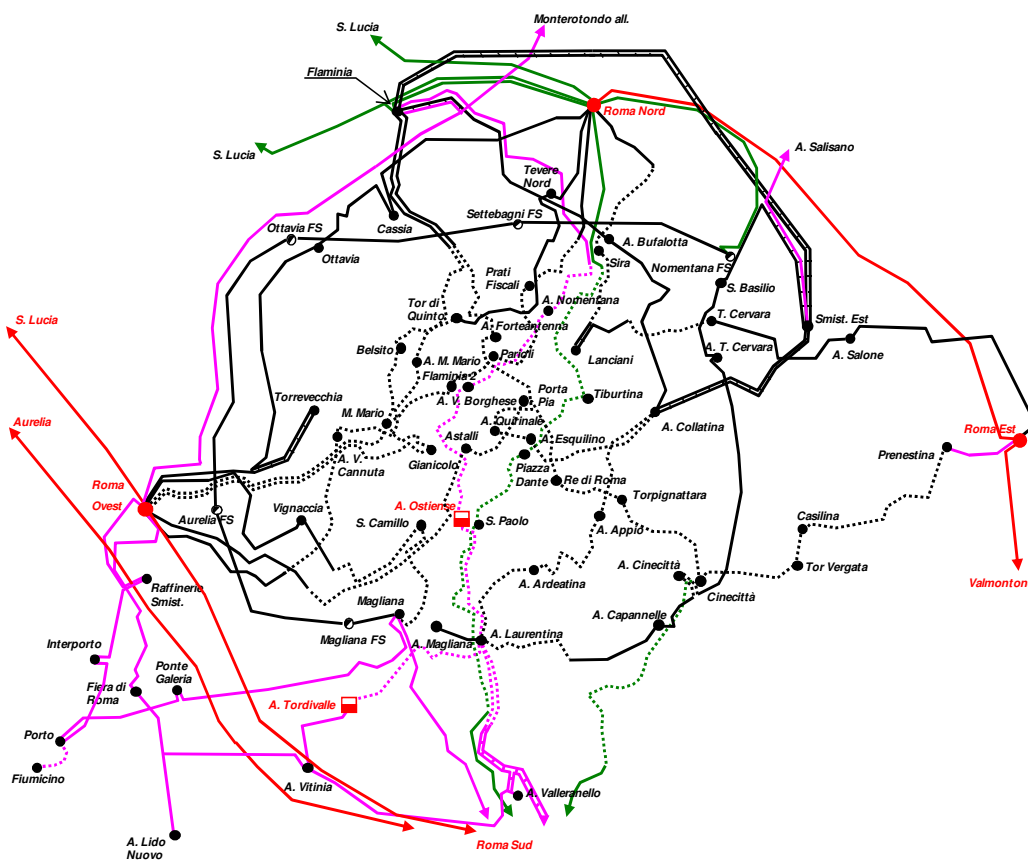 S. Lucia
Monterotondo all.
Flaminia
Roma Nord
S. Lucia
A. Salisano
Tevere
Nord
Ottavia FS
Cassia
Settebagni FS
A. Bufalotta
Ottavia
Sira
Nomentana FS
Prati
Fiscali
S. Basilio
Tor di
Quinto
A. Nomentana
S. Lucia
A. Forteantenna
T. Cervara
Smist. Est
Belsito
A. M. Mario
Parioli
Lanciani
A. T. Cervara
A. Salone
Flaminia 2
Torrevecchia
A. V. Borghese
Porta
Pia
Tiburtina
Aurelia
M. Mario
A. Quirinale
A. Collatina
Roma Est
Astalli
A. Esquilino
A. V.
Cannuta
Gianicolo
Piazza
Dante
Prenestina
Roma
Ovest
Re di Roma
Torpignattara
Aurelia FS
Vignaccia
A. Ostiense
S. Camillo
S. Paolo
A. Appio
Casilina
Raffinerie
Smist.
A. Ardeatina
A. Cinecittà
Tor Vergata
Cinecittà
Valmonton
Magliana
Magliana FS
A. Magliana
A. Laurentina
A. Capannelle
Interporto
Ponte
Galeria
Fiera di
Roma
A. Tordivalle
Porto
Fiumicino
A. Vitinia
A. Valleranello
A. Lido
Nuovo
Roma Sud